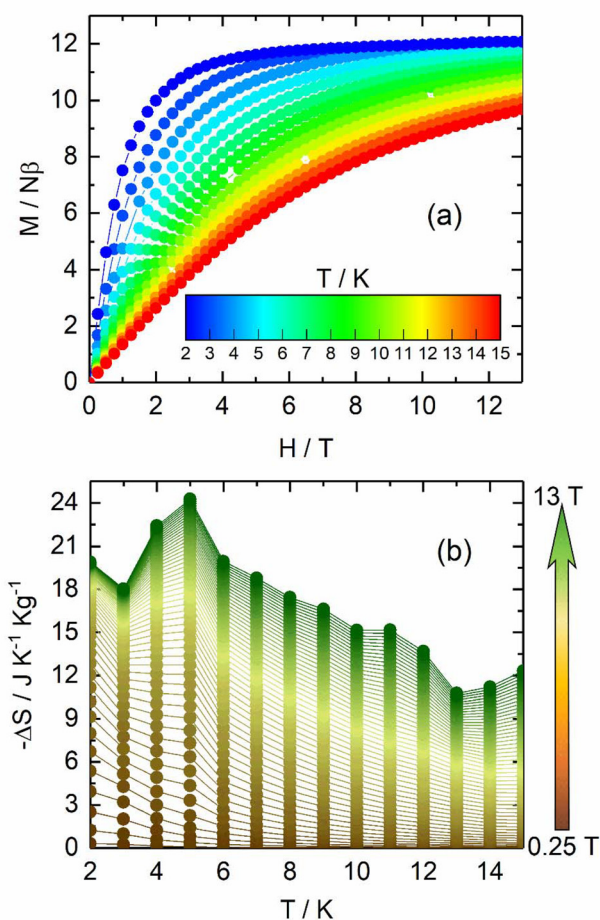 12
10
8
6
4
2
0
M / Nβ
(a)
T / K
2 3 4 5 6 7 8 9 10 11 12 13 14 15
0 2 4 6 8 10 12
H / T
24
21
18
15
12
9
6
3
0
-ΔS / J K⁻¹ Kg⁻¹
(b)
13 T
0.25 T
2 4 6 8 10 12 14
T / K